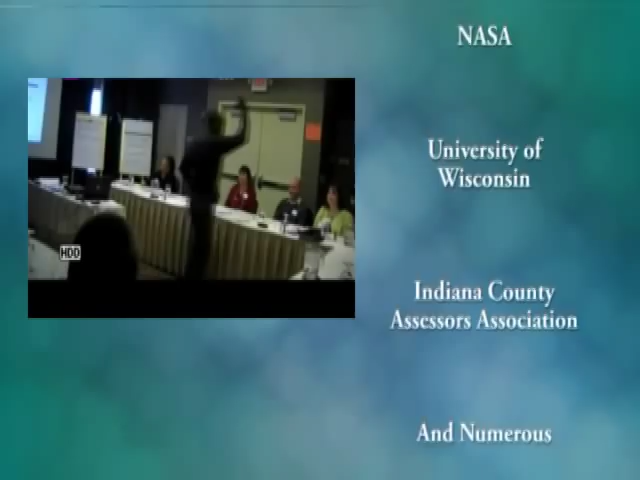 NASA
University of
Wisconsin
Indiana County
Assessors Association
And Numerous
HDD